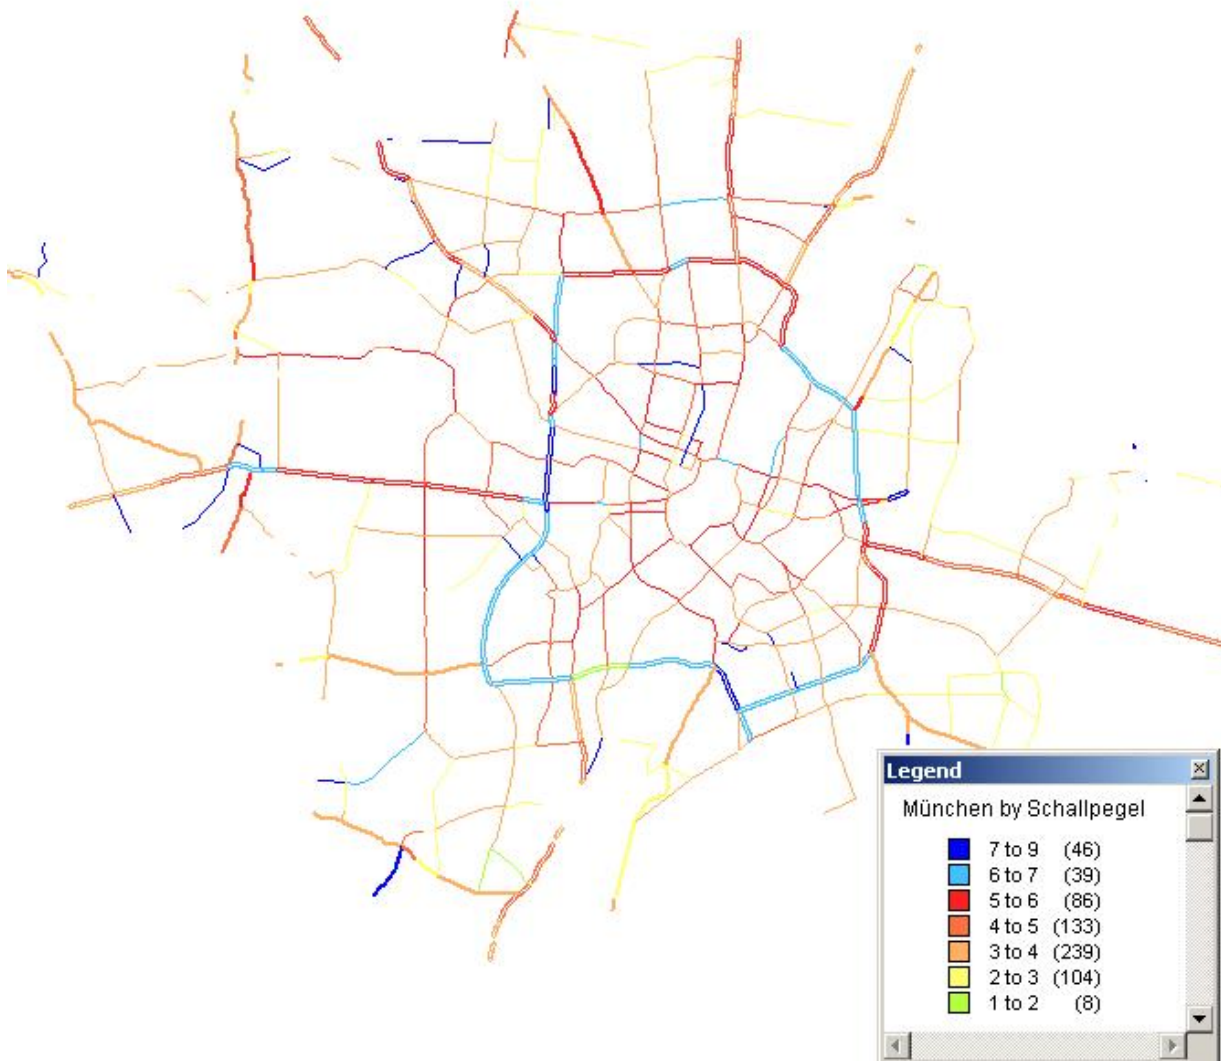 Legend
München by Schallpegel
7 to 9 (46)
6 to 7 (39)
5 to 6 (86)
4 to 5 (133)
3 to 4 (239)
2 to 3 (104)
1 to 2 (8)